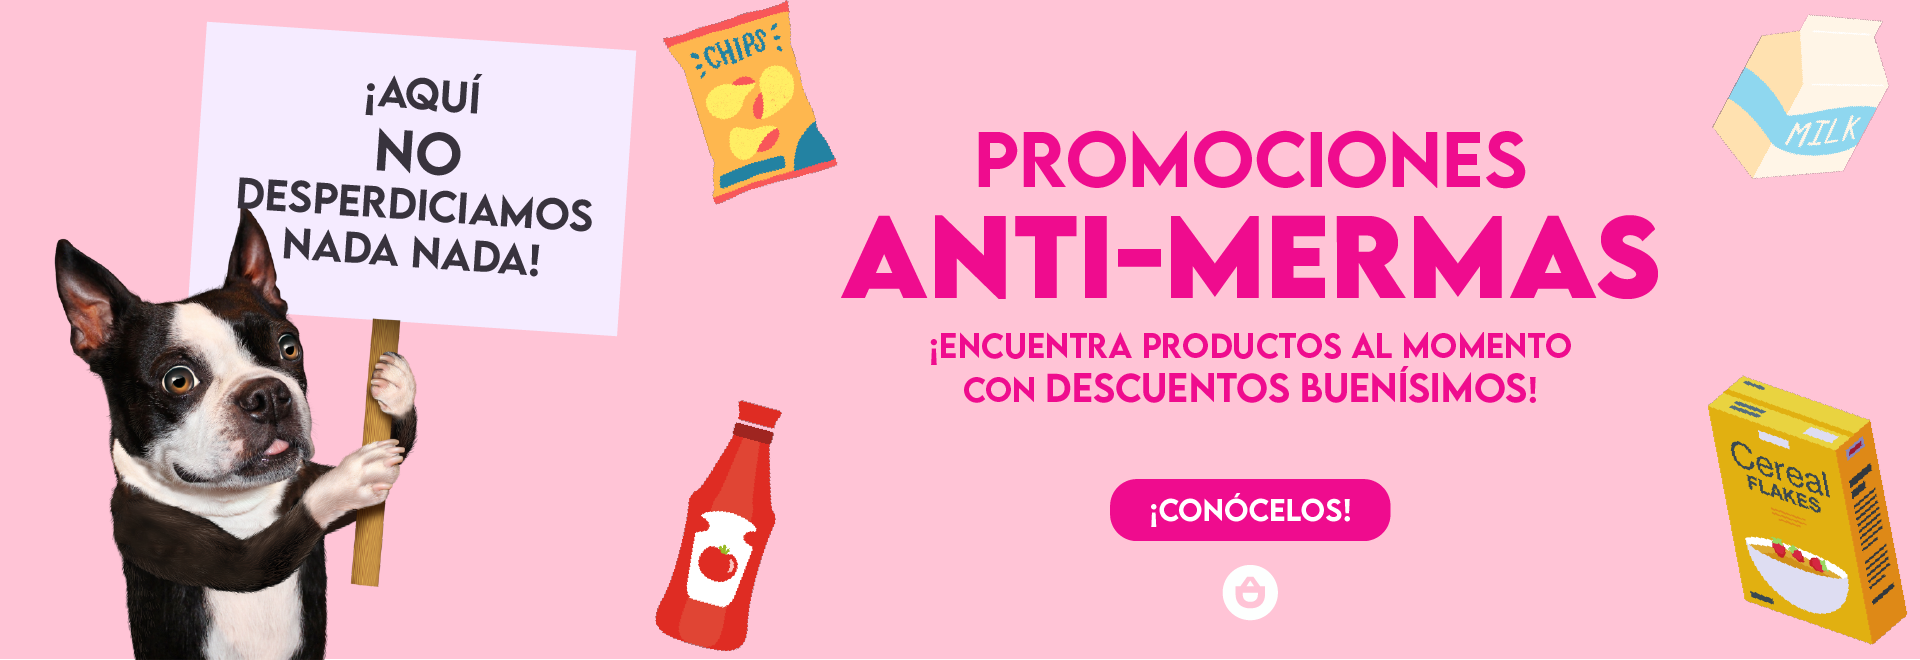 ¡AQUÍ
NO
DESPERDICIAMOS
NADA NADA!
CHIPS
PROMOCIONES
ANTI-MERMAS
¡ENCUENTRA PRODUCTOS AL MOMENTO
CON DESCUENTOS BUENÍSIMOS!
¡CONÓCELOS!
MILK
Cereal
FLAKES